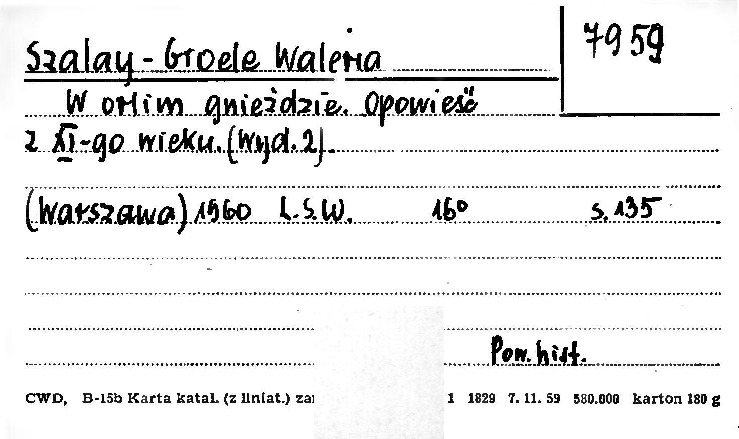 7959
Szalay-Groele Waleria
W orlim gnieździe. Opowieść
z XI-go wieku. (Wyd. 2).
(Warszawa) 1960 L.S.W. 16° s. 135
Pow. hist.
CWD, B-15b Karta katal. (z liniat.) zai 1 1829 7. 11. 59 580.000 karton 180 g